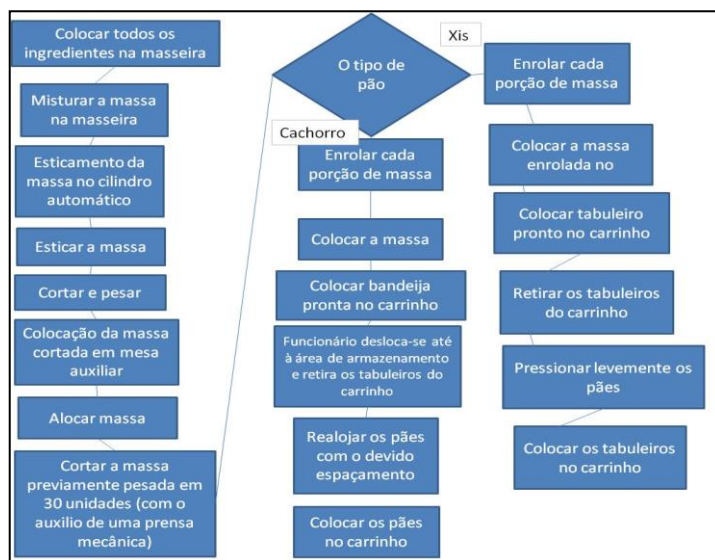 Colocar todos os
ingredientes na masseira
Misturar a massa
na masseira
Esticamento da
massa no cilindro
automático
Esticar a massa
Cortar e pesar
Colocação da massa
cortada em mesa
auxiliar
Alocar massa
Cortar a massa
previamente pesada em
30 unidades (com o
auxilio de uma prensa
mecânica)
O tipo de
pão
Cachorro
Enrolar cada
porção de massa
Colocar a massa
Colocar bandeija
pronta no carrinho
Funcionário desloca-se até
à área de armazenamento
e retira os tabuleiros do
carrinho
Realojar os pães
com o devido
espaçamento
Colocar os pães
no carrinho
Xis
Enrolar cada
porção de massa
Colocar a massa
enrolada no
Colocar tabuleiro
pronto no carrinho
Retirar os tabuleiros
do carrinho
Pressionar levemente os
pães
Colocar os tabuleiros
no carrinho